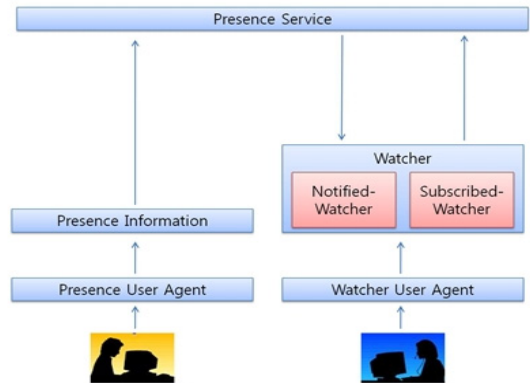 Presence Service
Watcher
Notified-
Watcher
Subscribed-
Watcher
Presence Information
Presence User Agent
Watcher User Agent